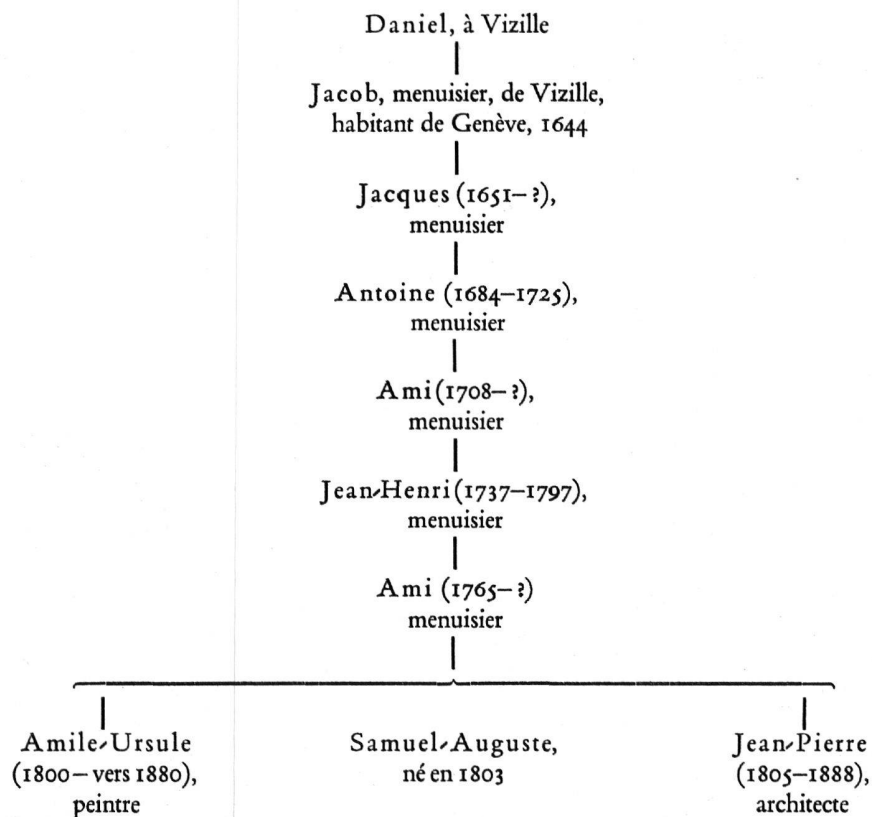 Daniel, à Vizille
Jacob, menuisier, de Vizille,
habitant de Genève, 1644
Jacques (1651–?),
menuisier
Antoine (1684–1725),
menuisier
Ami (1708–?),
menuisier
Jean-Henri (1737–1797),
menuisier
Ami (1765–?)
menuisier
Amile-Ursule
(1800–vers 1880),
peintre
Samuel-Auguste,
né en 1803
Jean-Pierre
(1805–1888),
architecte